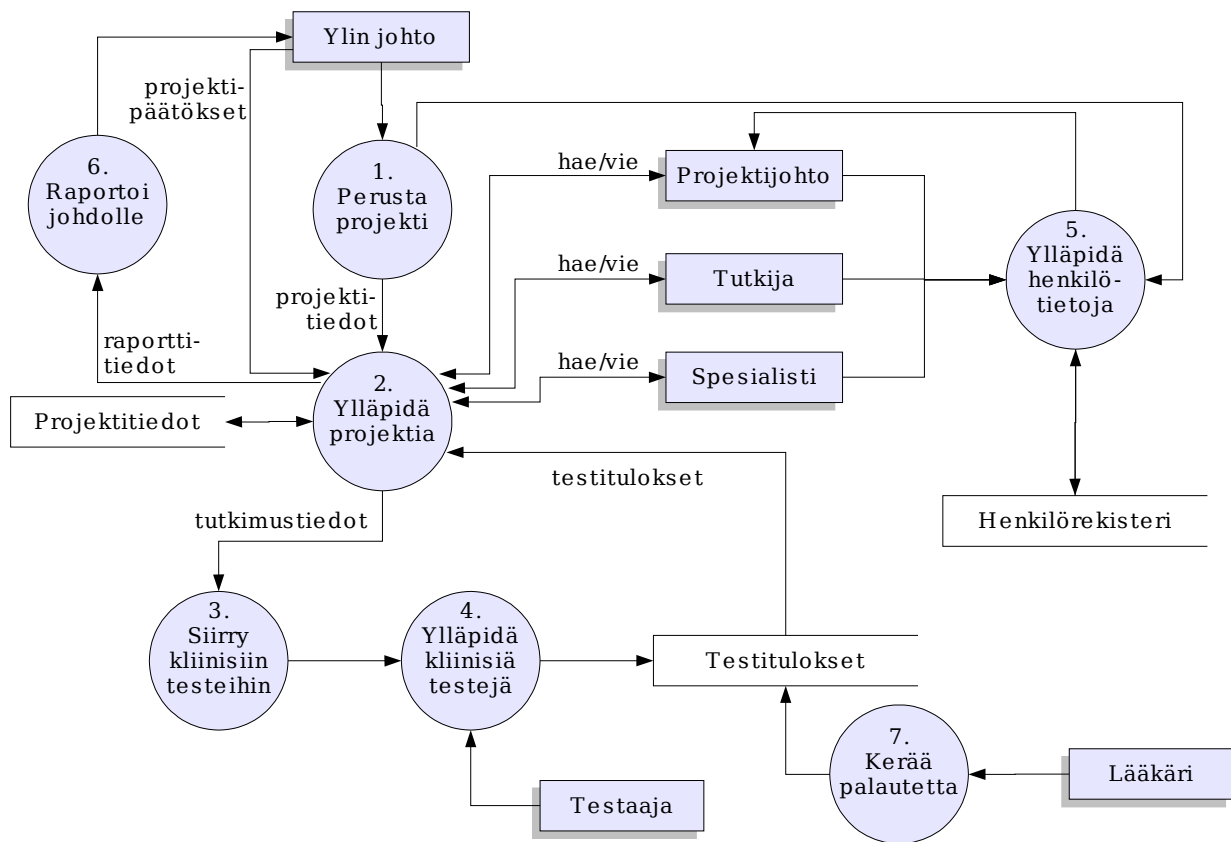 Ylin johto
projekti-
päätökset
6.
Raportoi
johdolle
1.
Perusta
projekti
hae/vie
Projektijohto
5.
Ylläpidä
henkilö-
tietoja
hae/vie
Tutkija
projekti-
tiedot
raportti-
tiedot
hae/vie
Spesialisti
2.
Ylläpidä
projektia
Projektitiedot
testitulokset
tutkimustiedot
Henkilörekisteri
3.
Siirry
kliinisiin
testeihin
4.
Ylläpidä
kliinisiä
testejä
Testitulokset
7.
Kerää
palautetta
Lääkäri
Testaaja